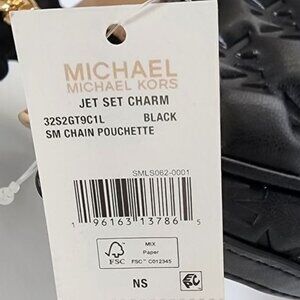 MICHAEL
MICHAEL KORS
JET SET CHARM
32S2GT9C1L BLACK
SM CHAIN POUCHETTE
SMLS062-0001
1 96163 13786 5
FSC
MIX
Paper
FSC™ C012345
NS